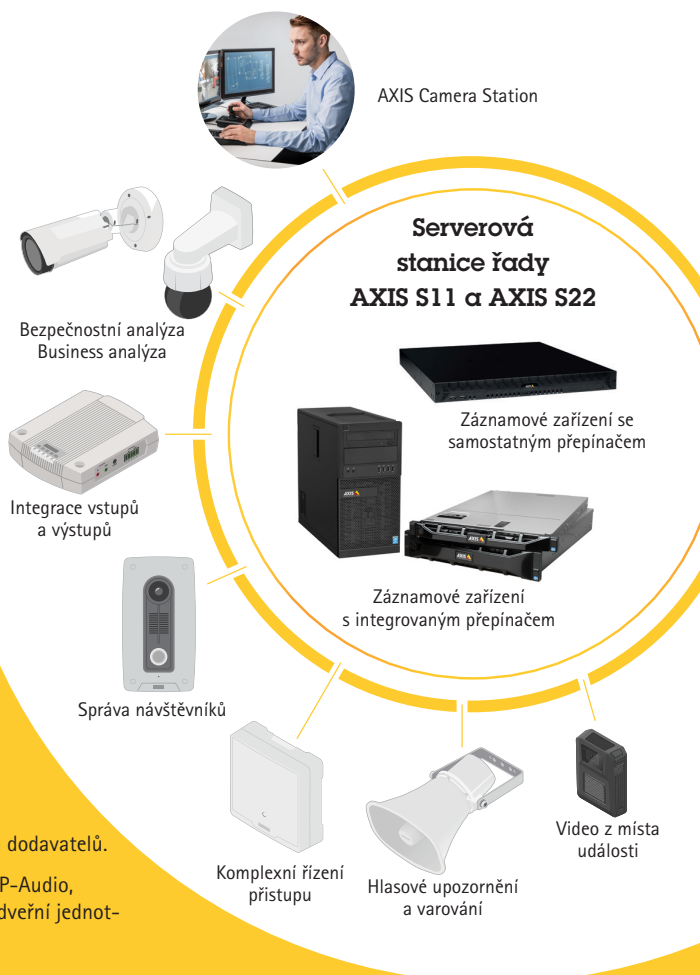 AXIS Camera Station
Serverová
stanice řady
AXIS S11 a AXIS S22
Bezpečnostní analýza
Business analýza
Záznamové zařízení se
samostatným přepínačem
Integrace vstupů
a výstupů
Záznamové zařízení
s integrovaným přepínačem
Správa návštěvníků
Komplexní řízení
přistupu
Hlasové upozornění
a varování
Video z místa
události
dodavatelů.
P-Audio,
dveřní jednot-